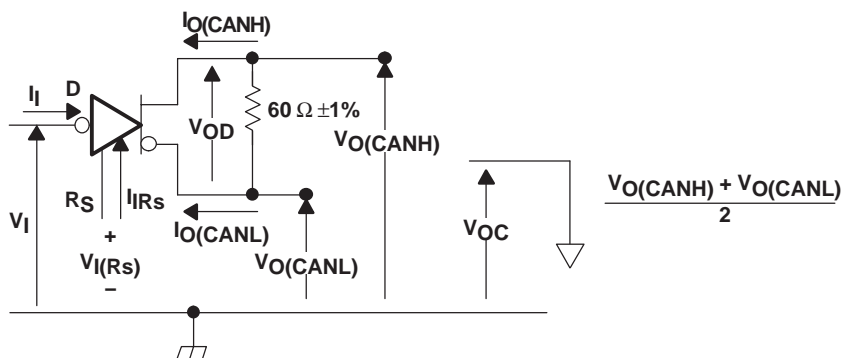 IO(CANH)
II
D
VOD
60 Ω ±1%
VO(CANH)
RS
IIRs
IO(CANL)
VI
+
VI(Rs)
–
VO(CANL)
VOC
VO(CANH) + VO(CANL)
2